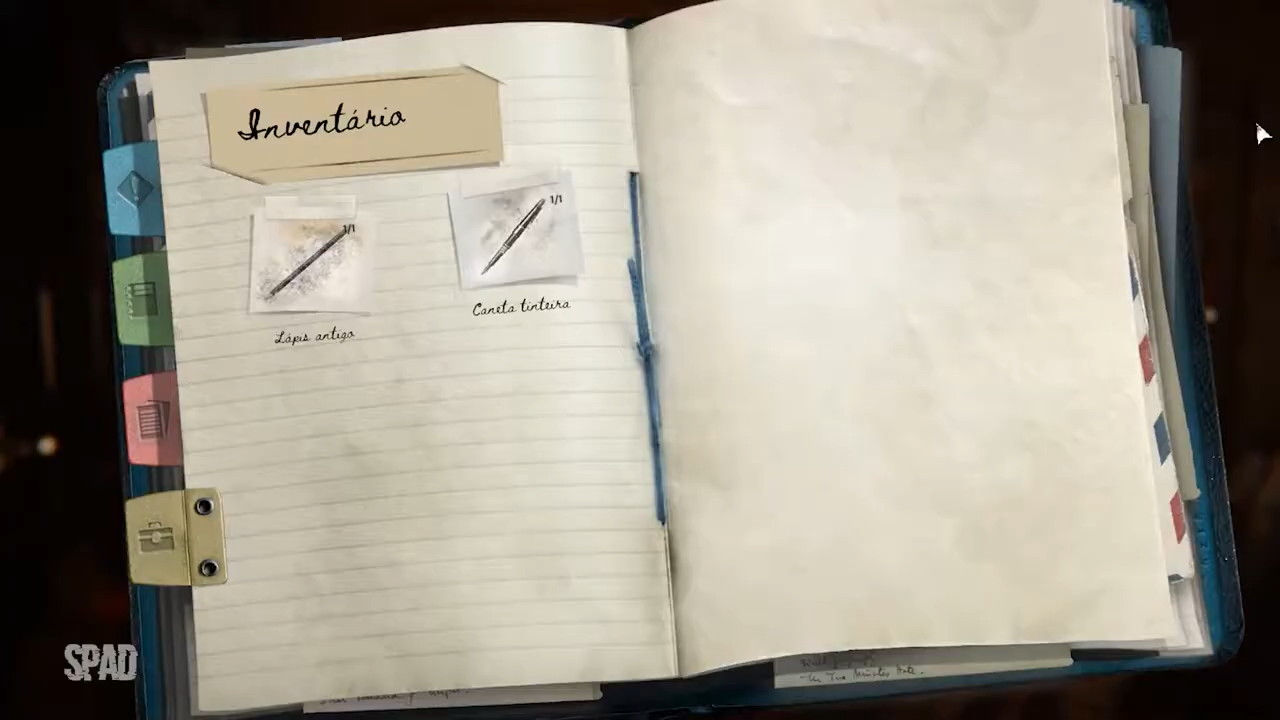 Inventário
1/1
1/1
Lápis antigo
Caneta tinteira
SPAD